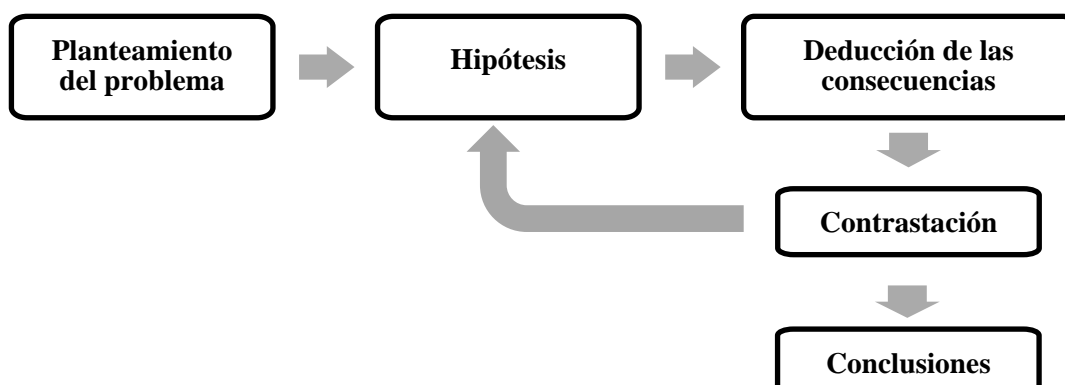 Planteamiento
del problema
Hipótesis
Deducción de las
consecuencias
Contrastación
Conclusiones